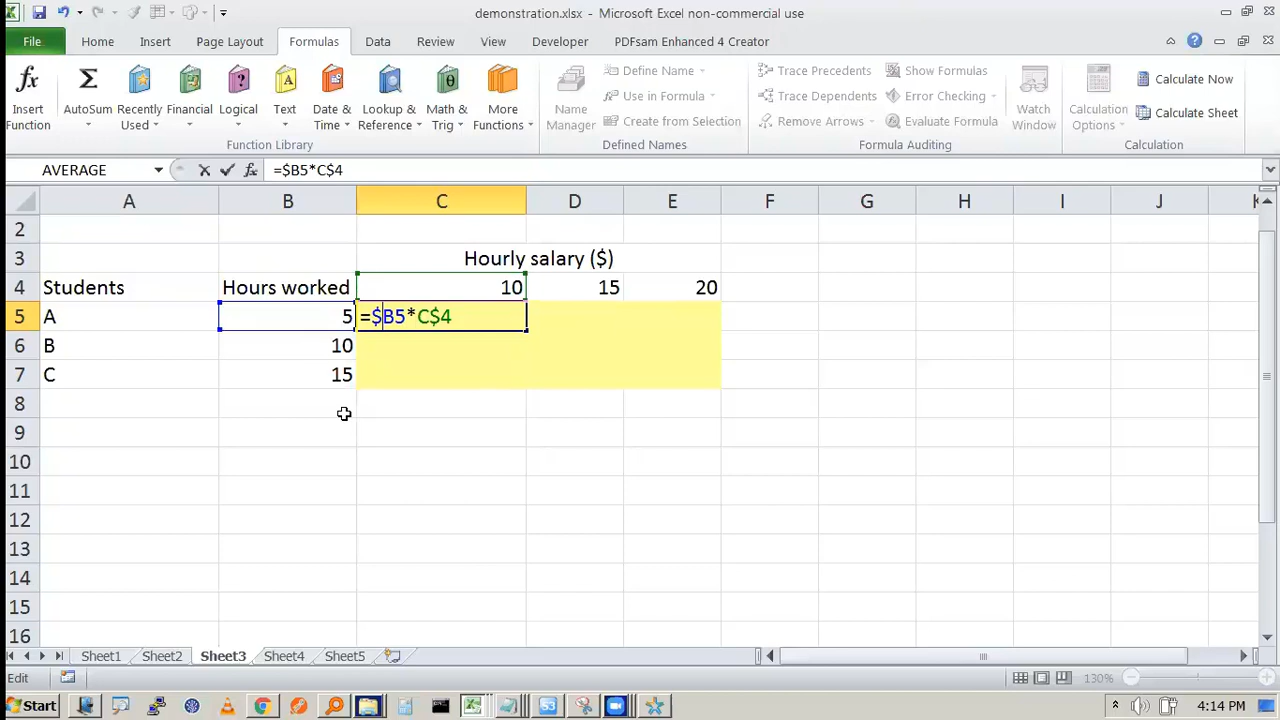 demonstration.xlsx - Microsoft Excel non-commercial use
File Home Insert Page Layout Formulas Data Review View Developer PDFsam Enhanced 4 Creator
Insert Function
AutoSum
Recently Used
Financial
Logical
Text
Date & Time
Lookup & Reference
Math & Trig
More Functions
Function Library
Name Manager
Define Name
Use in Formula
Create from Selection
Defined Names
Trace Precedents
Trace Dependents
Remove Arrows
Show Formulas
Error Checking
Evaluate Formula
Formula Auditing
Watch Window
Calculation Options
Calculate Now
Calculate Sheet
Calculation
AVERAGE =$B5*C$4
A B C D E F G H I J K
2
3 Hourly salary ($)
4 Students Hours worked 10 15 20
5 A 5 =$B5*C$4
6 B 10
7 C 15
8
9
10
11
12
13
14
15
16
Sheet1 Sheet2 Sheet3 Sheet4 Sheet5
Edit 130%
Start 4:14 PM